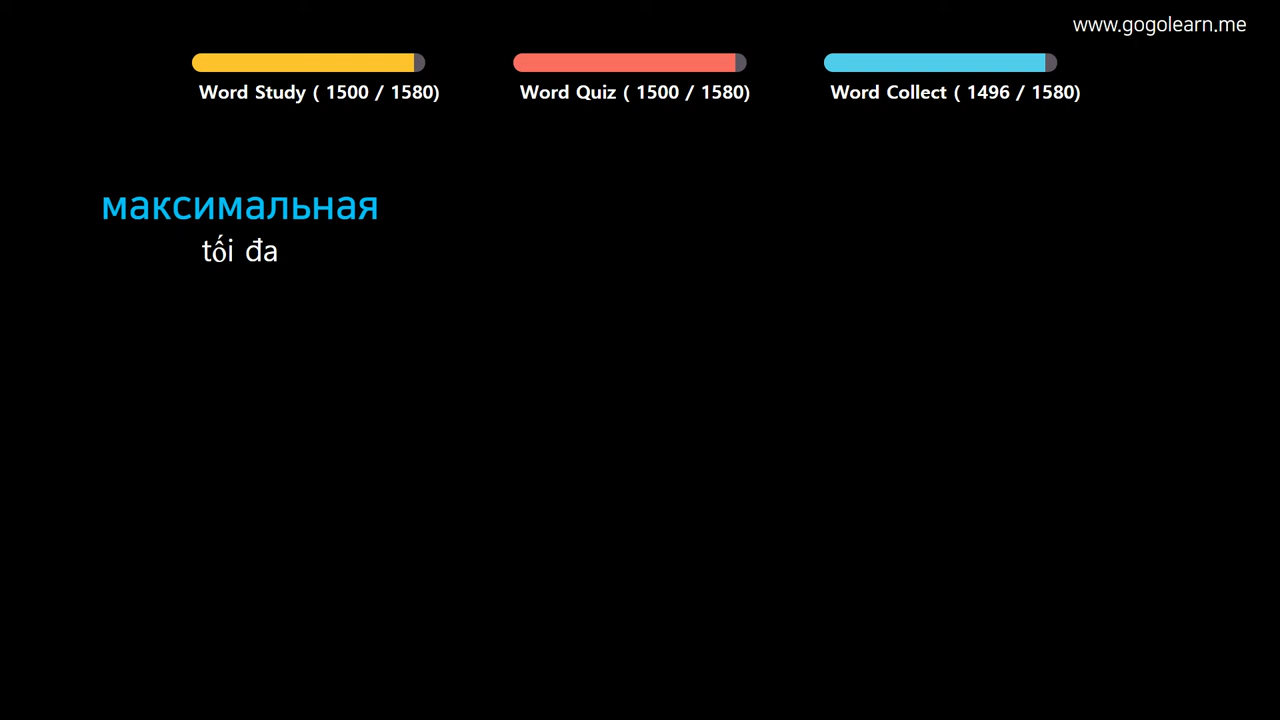 www.gogolearn.me
Word Study ( 1500 / 1580)
Word Quiz ( 1500 / 1580)
Word Collect ( 1496 / 1580)
максимальная
tối đa